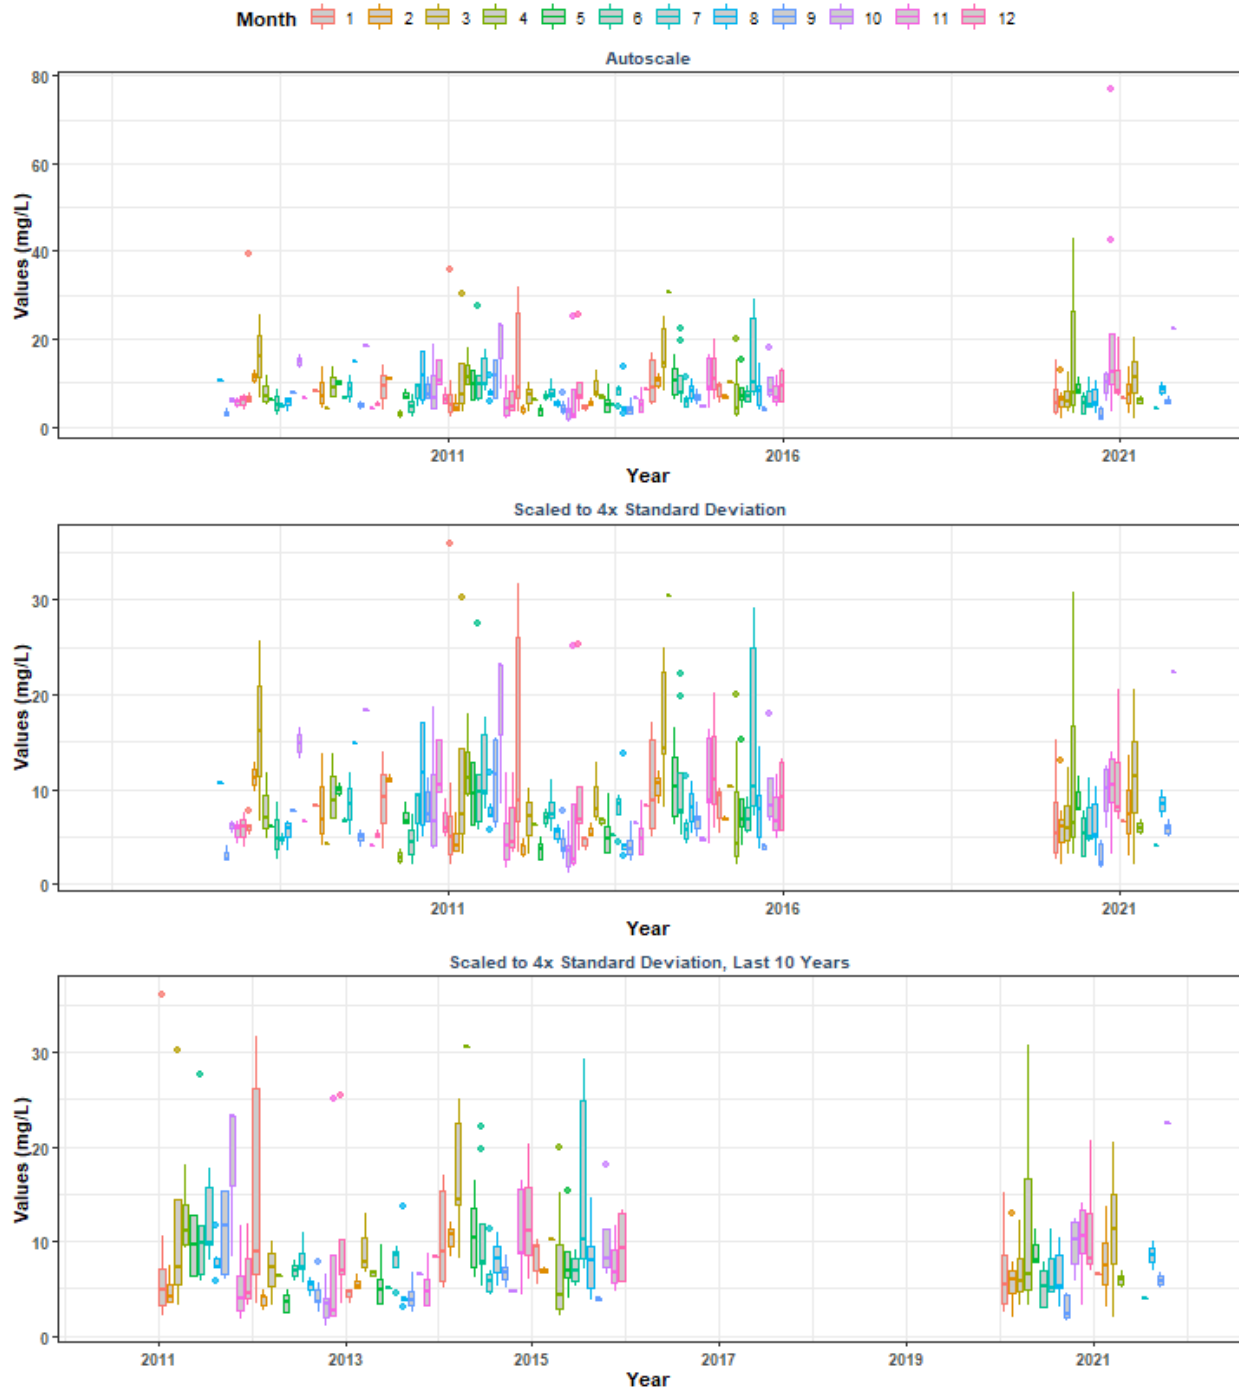 Month 1 2 3 4 5 6 7 8 9 10 11 12
Autoscale
80
60
40
20
0
Values (mg/L)
2011 2016 2021
Year
Scaled to 4x Standard Deviation
30
20
10
0
Values (mg/L)
2011 2016 2021
Year
Scaled to 4x Standard Deviation, Last 10 Years
30
20
10
0
Values (mg/L)
2011 2013 2015 2017 2019 2021
Year